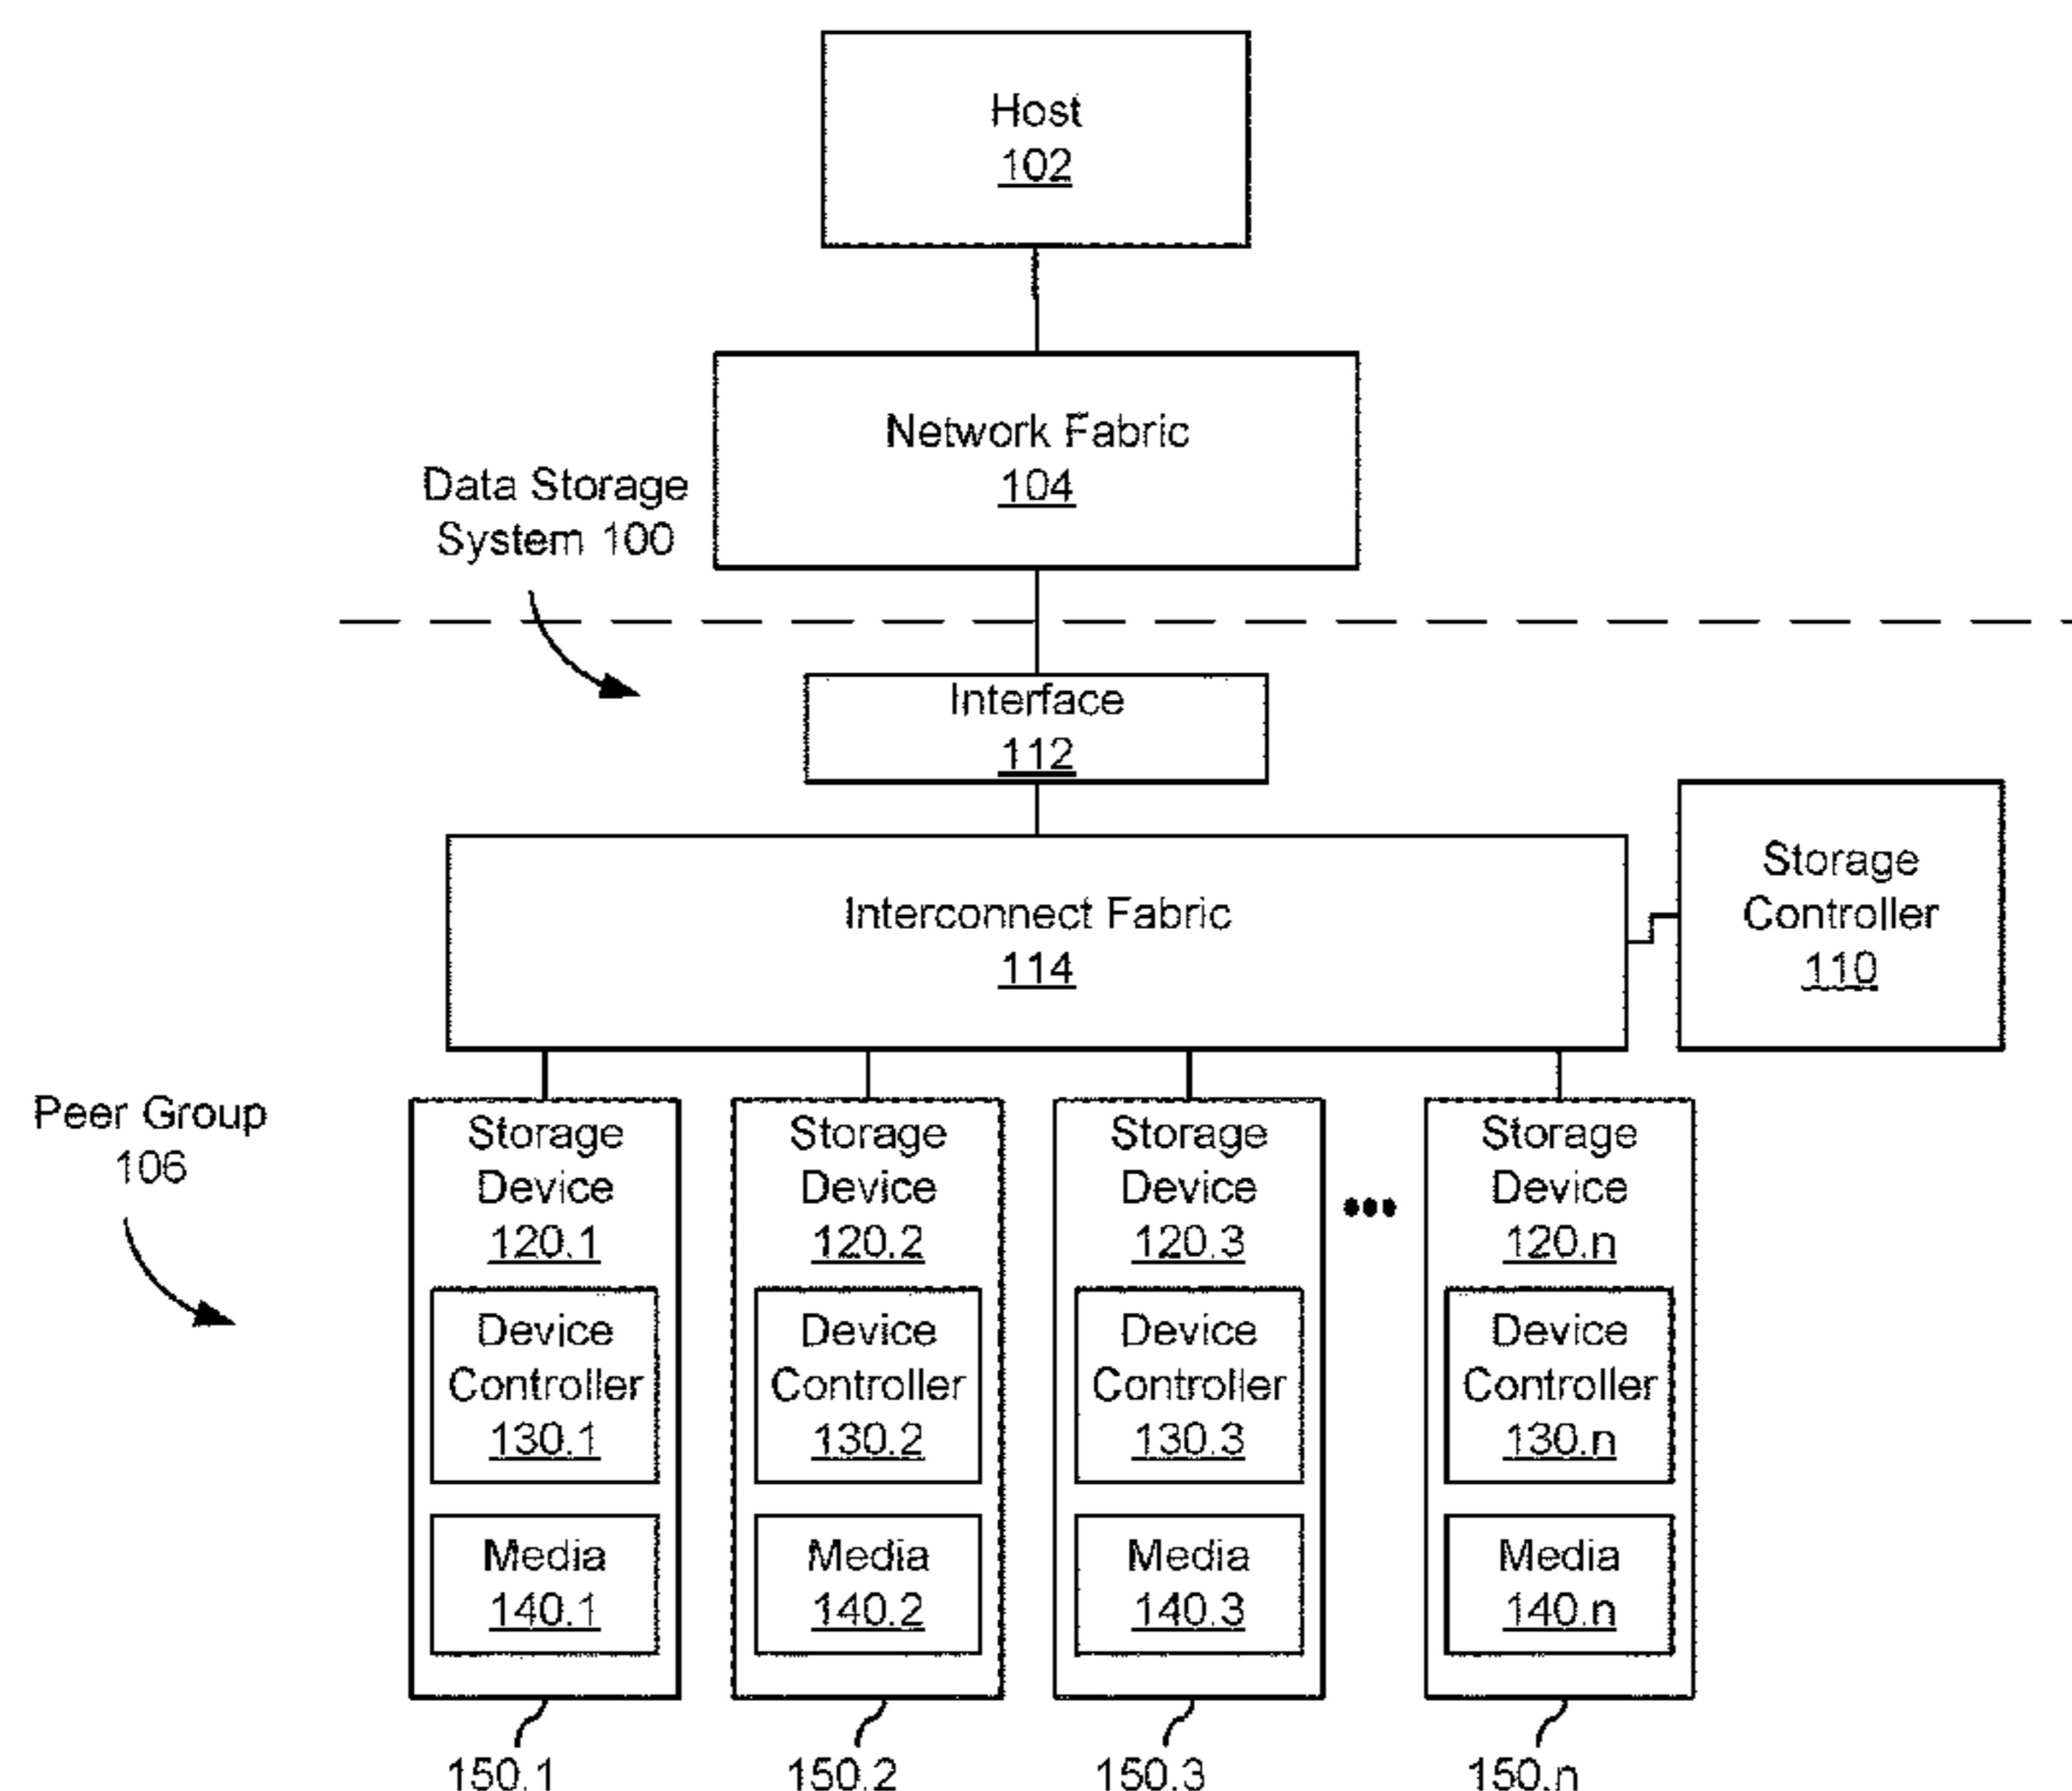 Host
102
Network Fabric
104
Data Storage
System 100
Interface
112
Interconnect Fabric
114
Storage
Controller
110
Peer Group
106
Storage
Device
120.1
Device
Controller
130.1
Media
140.1
150.1
Storage
Device
120.2
Device
Controller
130.2
Media
140.2
150.2
Storage
Device
120.3
Device
Controller
130.3
Media
140.3
150.3
•••
Storage
Device
120.n
Device
Controller
130.n
Media
140.n
150.n